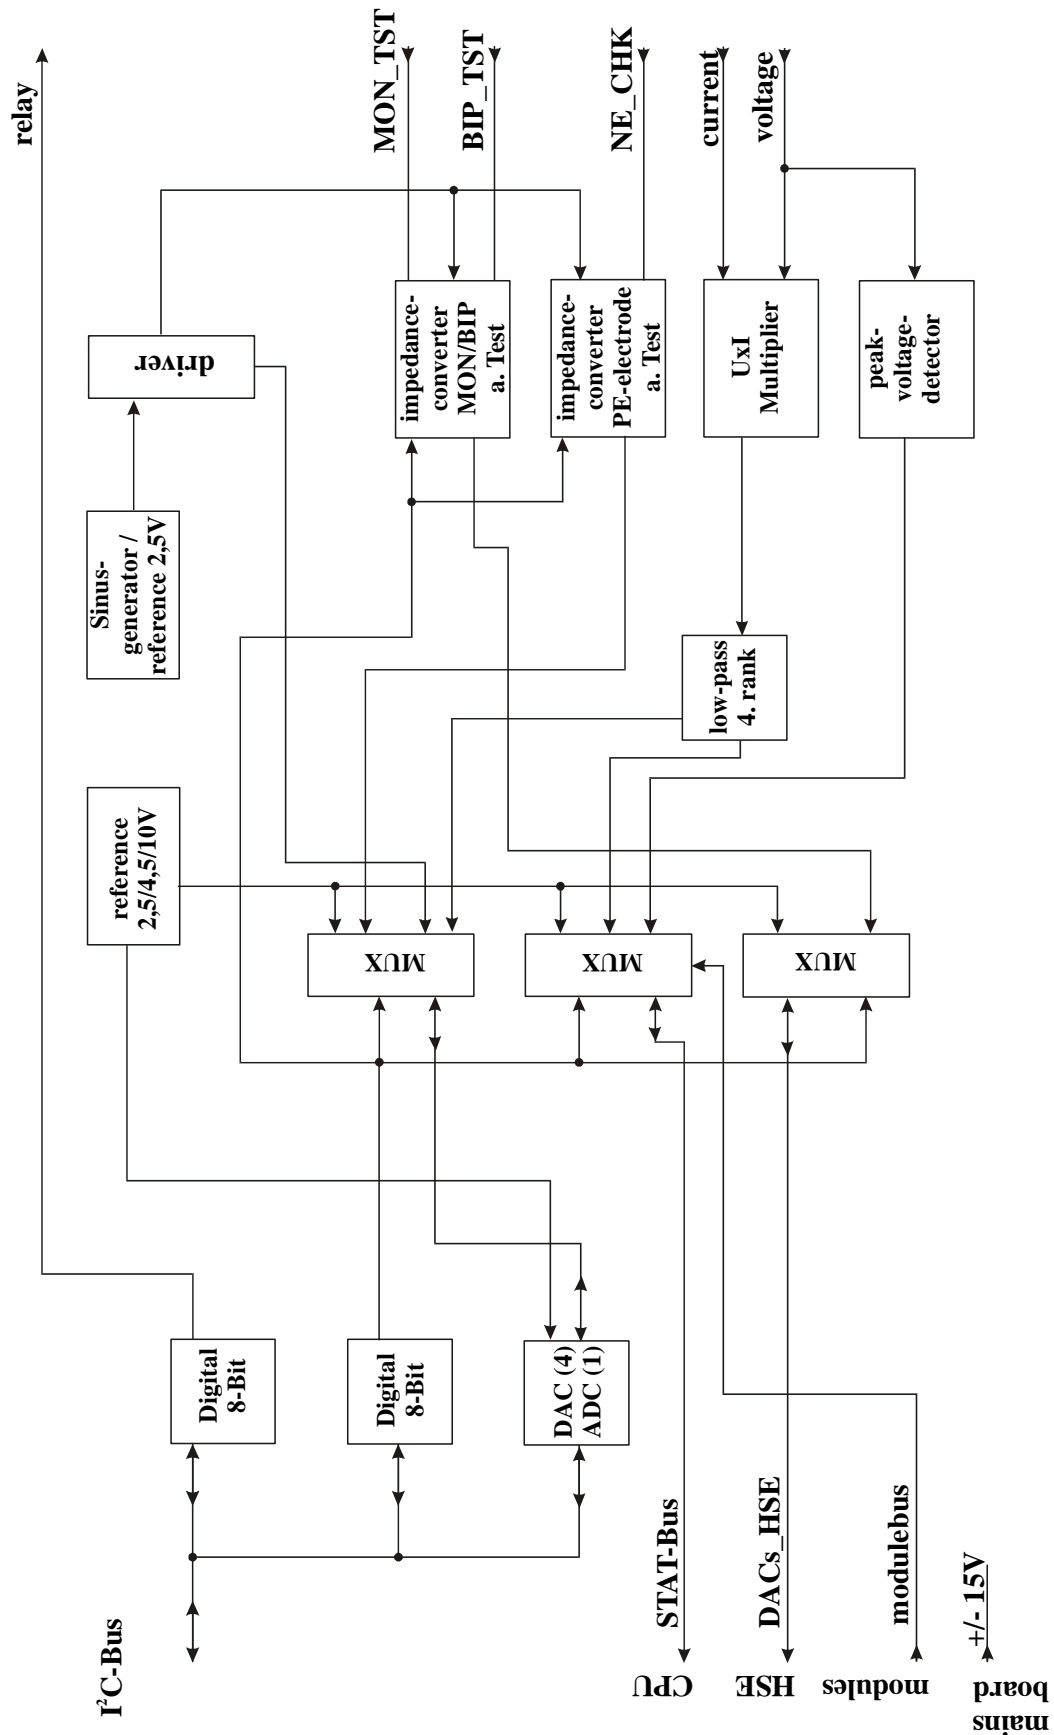 relay
MON_TST
BIP_TST
NE_CHK
current
voltage
driver
impedance-
converter
MON/BIP
a. Test
impedance-
converter
PE-electrode
a. Test
UxI
Multiplier
peak-
voltage-
detector
Sinus-
generator /
reference 2,5V
low-pass
4. rank
reference
2,5/4,5/10V
MUX
MUX
MUX
Digital
8-Bit
Digital
8-Bit
DAC (4)
ADC (1)
I²C-Bus
STAT-Bus
CPU
DACs_HSE
HSE
modulebus
modules
+/- 15V
mains
board